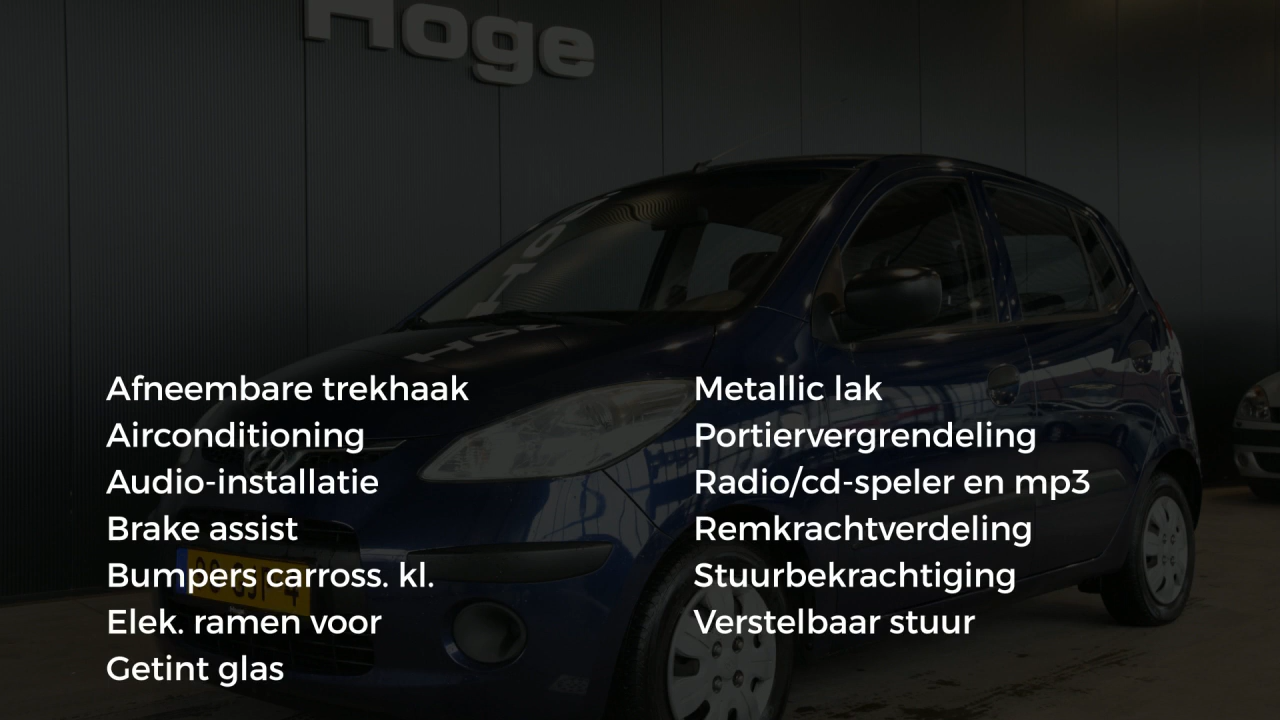 Hoge
Afneembare trekhaak
Airconditioning
Audio-installatie
Brake assist
Bumpers carross. kl.
Elek. ramen voor
Getint glas
Metallic lak
Portiervergrendeling
Radio/cd-speler en mp3
Remkrachtverdeling
Stuurbekrachtiging
Verstelbaar stuur